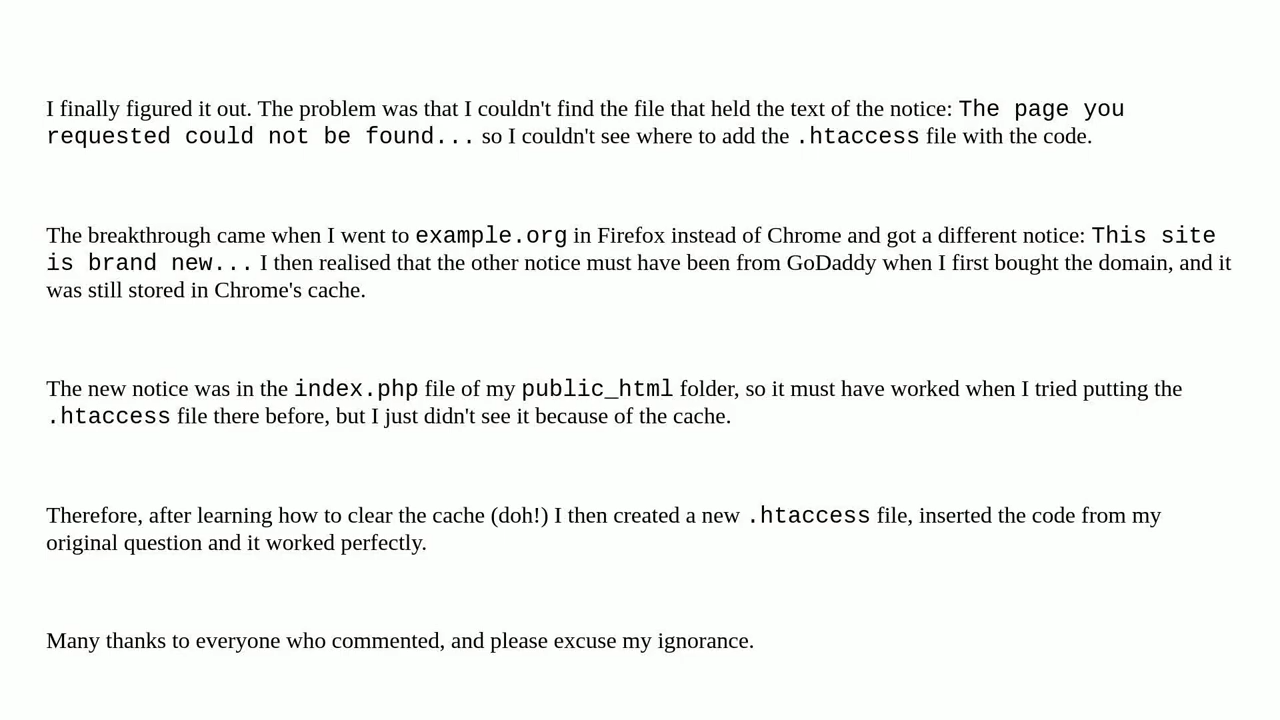 I finally figured it out. The problem was that I couldn't find the file that held the text of the notice: The page you
requested could not be found... so I couldn't see where to add the .htaccess file with the code.
The breakthrough came when I went to example.org in Firefox instead of Chrome and got a different notice: This site
is brand new... I then realised that the other notice must have been from GoDaddy when I first bought the domain, and it
was still stored in Chrome's cache.
The new notice was in the index.php file of my public_html folder, so it must have worked when I tried putting the
.htaccess file there before, but I just didn't see it because of the cache.
Therefore, after learning how to clear the cache (doh!) I then created a new .htaccess file, inserted the code from my
original question and it worked perfectly.
Many thanks to everyone who commented, and please excuse my ignorance.